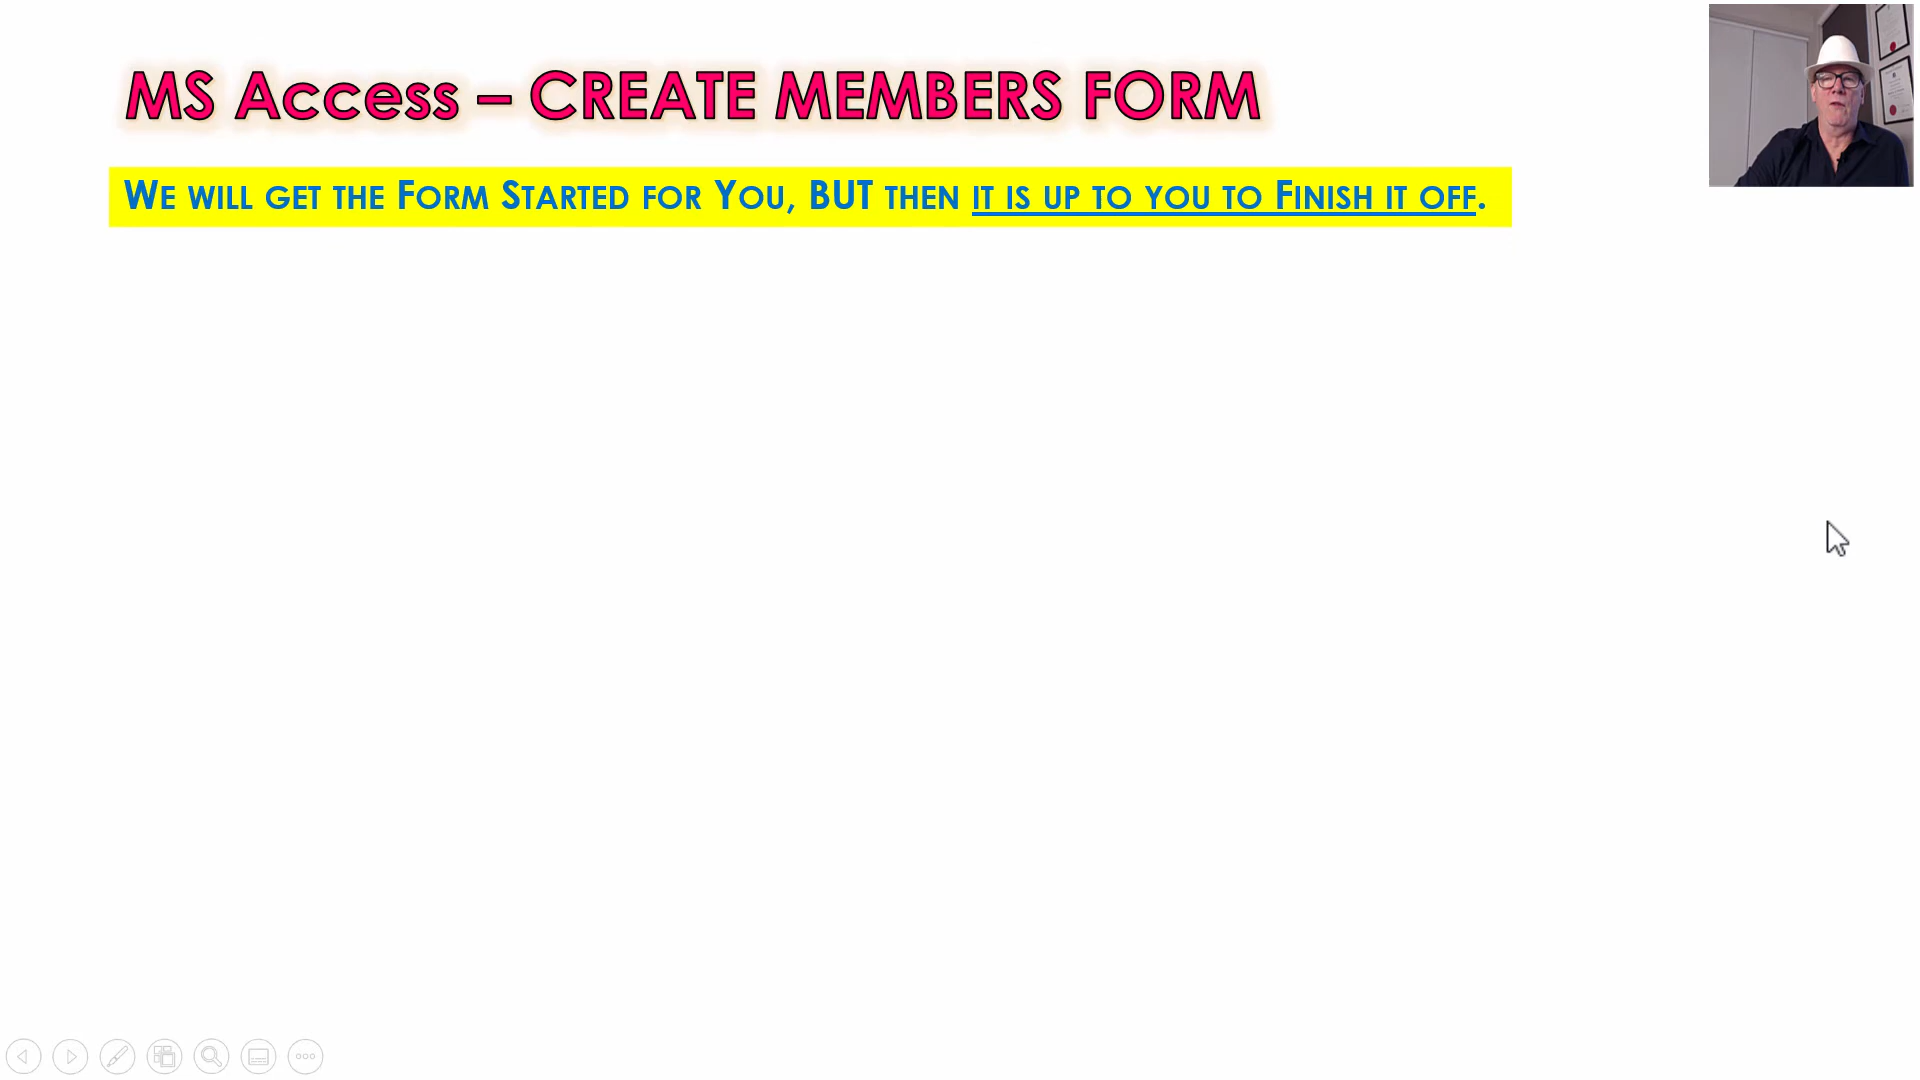 MS Access – CREATE MEMBERS FORM
We will get the Form Started for You, BUT then it is up to you to Finish it off.